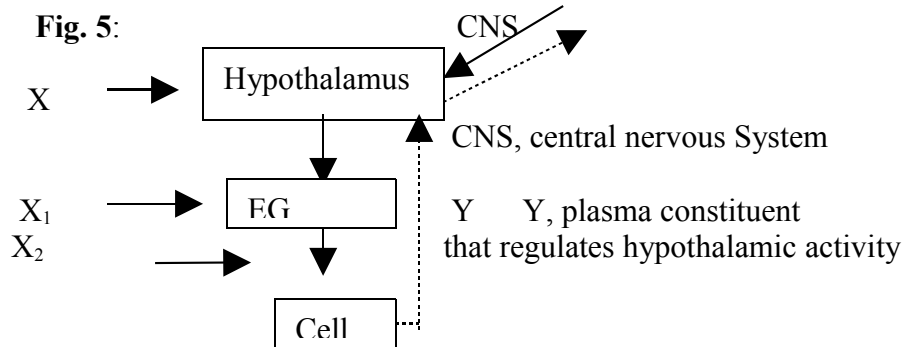 Fig. 5:
CNS
Hypothalamus
X
CNS, central nervous System
X₁
EG
Y Y, plasma constituent
X₂
that regulates hypothalamic activity
Cell